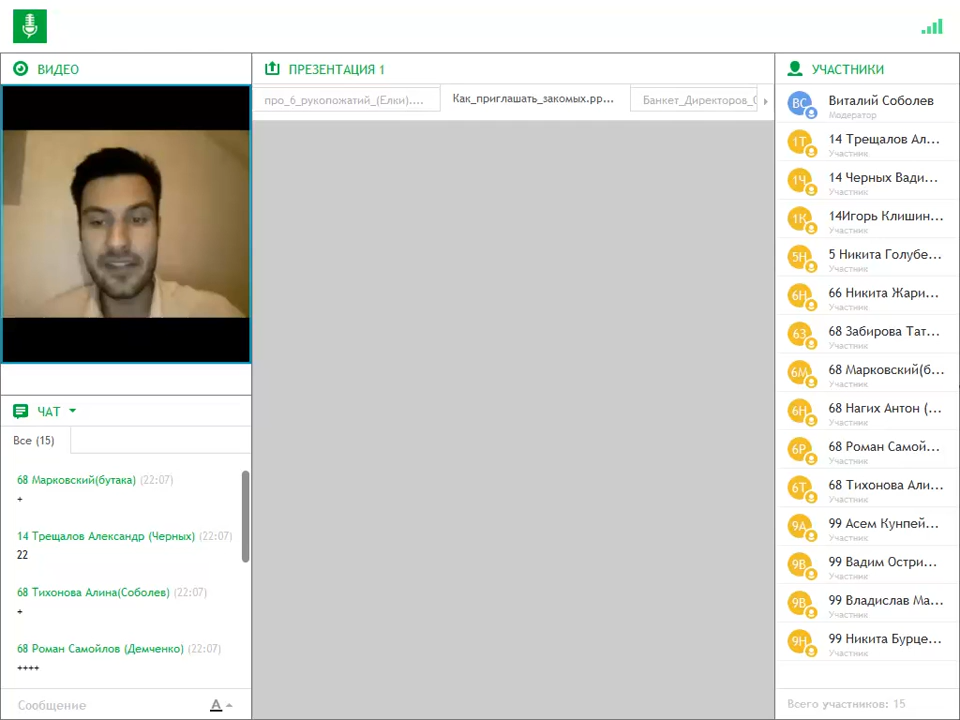 ВИДЕО
ПРЕЗЕНТАЦИЯ 1
УЧАСТНИКИ
про_6_рукопожатий_(Елки)....
Как_приглашать_закомых.pp...
Банкет_Директоров_
ВС
Виталий Соболев
Модератор
1Т
14 Трещалов Ал...
Участник
1Ч
14 Черных Вади...
Участник
1К
14Игорь Клишин...
Участник
5Н
5 Никита Голубе...
Участник
6Н
66 Никита Жари...
Участник
6З
68 Забирова Тат...
Участник
6М
68 Марковский(б...
Участник
6Н
68 Нагих Антон (...
Участник
6Р
68 Роман Самой...
Участник
6Т
68 Тихонова Али...
Участник
9А
99 Асем Кунпей...
Участник
9В
99 Вадим Остри...
Участник
9В
99 Владислав Ма...
Участник
9Н
99 Никита Бурце...
Участник
Всего участников: 15
ЧАТ
Все (15)
68 Марковский(бутака) (22:07)
+
14 Трещалов Александр (Черных) (22:07)
22
68 Тихонова Алина(Соболев) (22:07)
+
68 Роман Самойлов (Демченко) (22:07)
++++
Сообщение
A